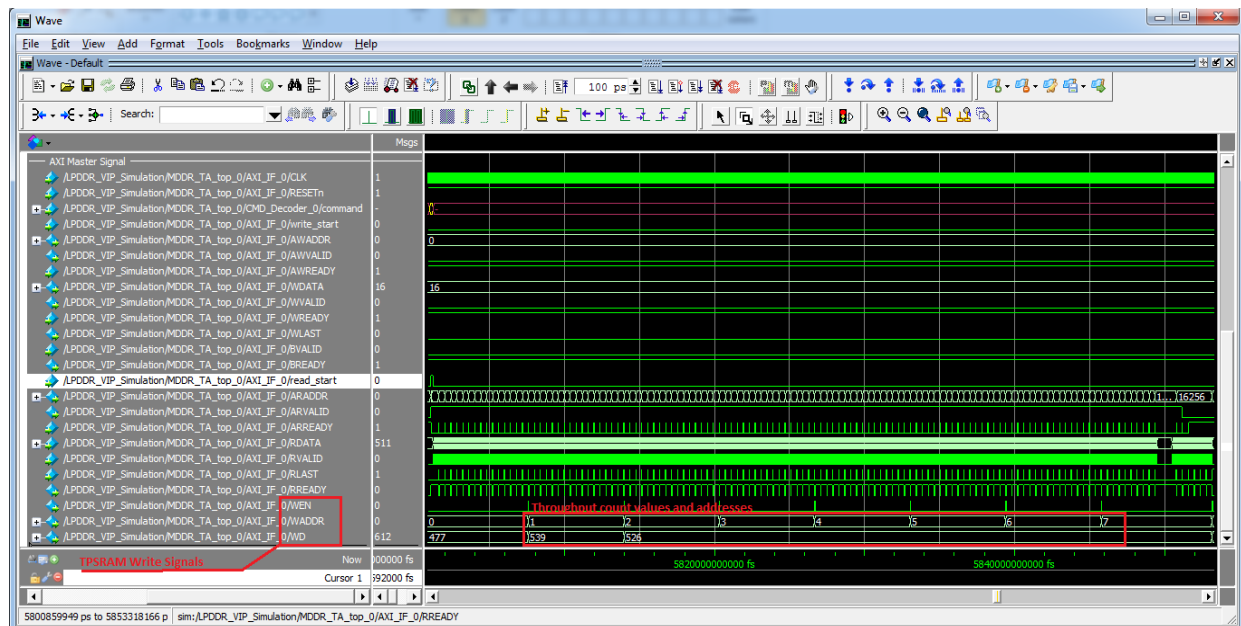 Wave
File Edit View Add Format Tools Bookmarks Window Help
Wave - Default
100 ps
Search:
Msgs
AXI Master Signal
/LPDDR_VIP_Simulation/MDDR_TA_top_0/AXI_IF_0/CLK 1
/LPDDR_VIP_Simulation/MDDR_TA_top_0/AXI_IF_0/RESETn 1
/LPDDR_VIP_Simulation/MDDR_TA_top_0/CMD_Decoder_0/command -
/LPDDR_VIP_Simulation/MDDR_TA_top_0/AXI_IF_0/write_start 0
/LPDDR_VIP_Simulation/MDDR_TA_top_0/AXI_IF_0/AWADDR 0 0
/LPDDR_VIP_Simulation/MDDR_TA_top_0/AXI_IF_0/AWVALID 0
/LPDDR_VIP_Simulation/MDDR_TA_top_0/AXI_IF_0/AWREADY 1
/LPDDR_VIP_Simulation/MDDR_TA_top_0/AXI_IF_0/WDATA 16 16
/LPDDR_VIP_Simulation/MDDR_TA_top_0/AXI_IF_0/WVALID 0
/LPDDR_VIP_Simulation/MDDR_TA_top_0/AXI_IF_0/WREADY 1
/LPDDR_VIP_Simulation/MDDR_TA_top_0/AXI_IF_0/WLAST 0
/LPDDR_VIP_Simulation/MDDR_TA_top_0/AXI_IF_0/BVALID 0
/LPDDR_VIP_Simulation/MDDR_TA_top_0/AXI_IF_0/BREADY 1
/LPDDR_VIP_Simulation/MDDR_TA_top_0/AXI_IF_0/read_start 0
/LPDDR_VIP_Simulation/MDDR_TA_top_0/AXI_IF_0/ARADDR 0 1... 16256
/LPDDR_VIP_Simulation/MDDR_TA_top_0/AXI_IF_0/ARVALID 0
/LPDDR_VIP_Simulation/MDDR_TA_top_0/AXI_IF_0/ARREADY 1
/LPDDR_VIP_Simulation/MDDR_TA_top_0/AXI_IF_0/RDATA 511
/LPDDR_VIP_Simulation/MDDR_TA_top_0/AXI_IF_0/RVALID 0
/LPDDR_VIP_Simulation/MDDR_TA_top_0/AXI_IF_0/RLAST 1
/LPDDR_VIP_Simulation/MDDR_TA_top_0/AXI_IF_0/RREADY 0
/LPDDR_VIP_Simulation/MDDR_TA_top_0/AXI_IF_0/WEN 0 Throughout count values and addresses
/LPDDR_VIP_Simulation/MDDR_TA_top_0/AXI_IF_0/WADDR 0 0 1 2 3 4 5 6 7
/LPDDR_VIP_Simulation/MDDR_TA_top_0/AXI_IF_0/WD 612 477 539 526
TPSRAM Write Signals
Now 000000 fs 5820000000000 fs 5840000000000 fs
Cursor 1 592000 fs
5800859949 ps to 5853318166 p sim:/LPDDR_VIP_Simulation/MDDR_TA_top_0/AXI_IF_0/RREADY